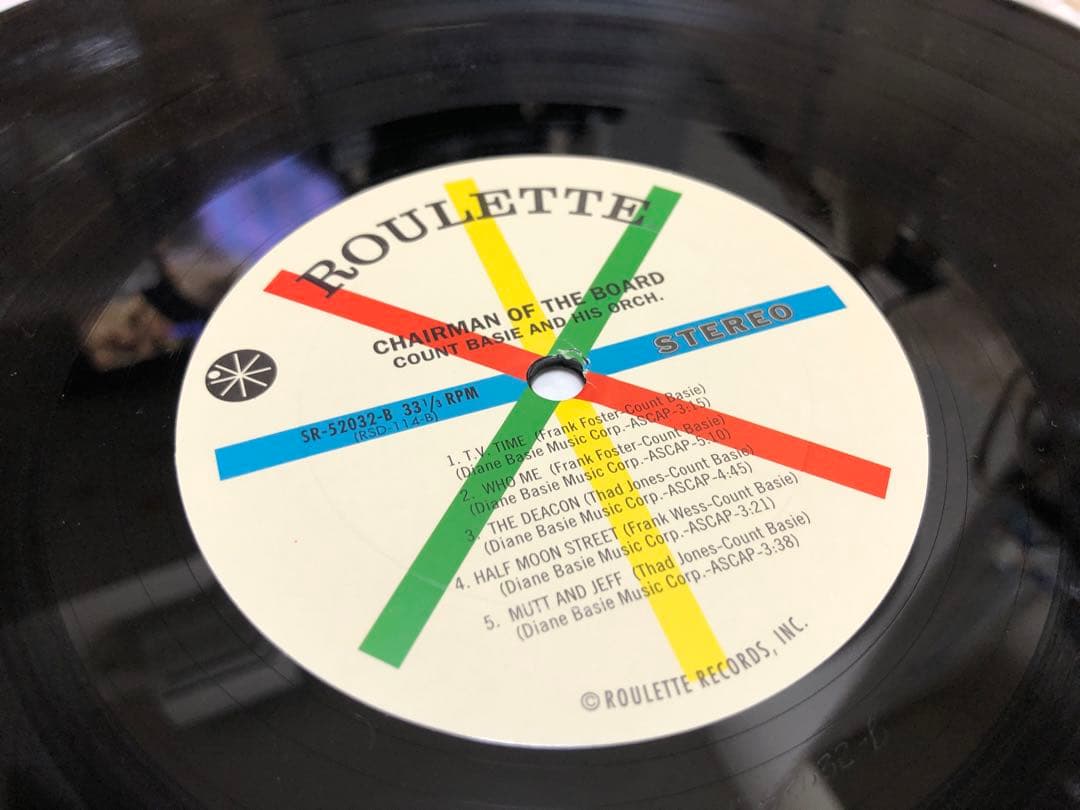 ROULETTE
CHAIRMAN OF THE BOARD
COUNT BASIE AND HIS ORCH.
STEREO
SR-52032-B 33 1/3 RPM
(RSD-114-B)
1. T.V. TIME (Frank Foster-Count Basie)
(Diane Basie Music Corp.-ASCAP-3:15)
2. WHO ME (Frank Foster-Count Basie)
(Diane Basie Music Corp.-ASCAP-5:10)
3. THE DEACON (Thad Jones-Count Basie)
(Diane Basie Music Corp.-ASCAP-4:45)
4. HALF MOON STREET (Frank Wess-Count Basie)
(Diane Basie Music Corp.-ASCAP-3:21)
5. MUTT AND JEFF (Thad Jones-Count Basie)
(Diane Basie Music Corp.-ASCAP-3:38)
©ROULETTE RECORDS, INC.